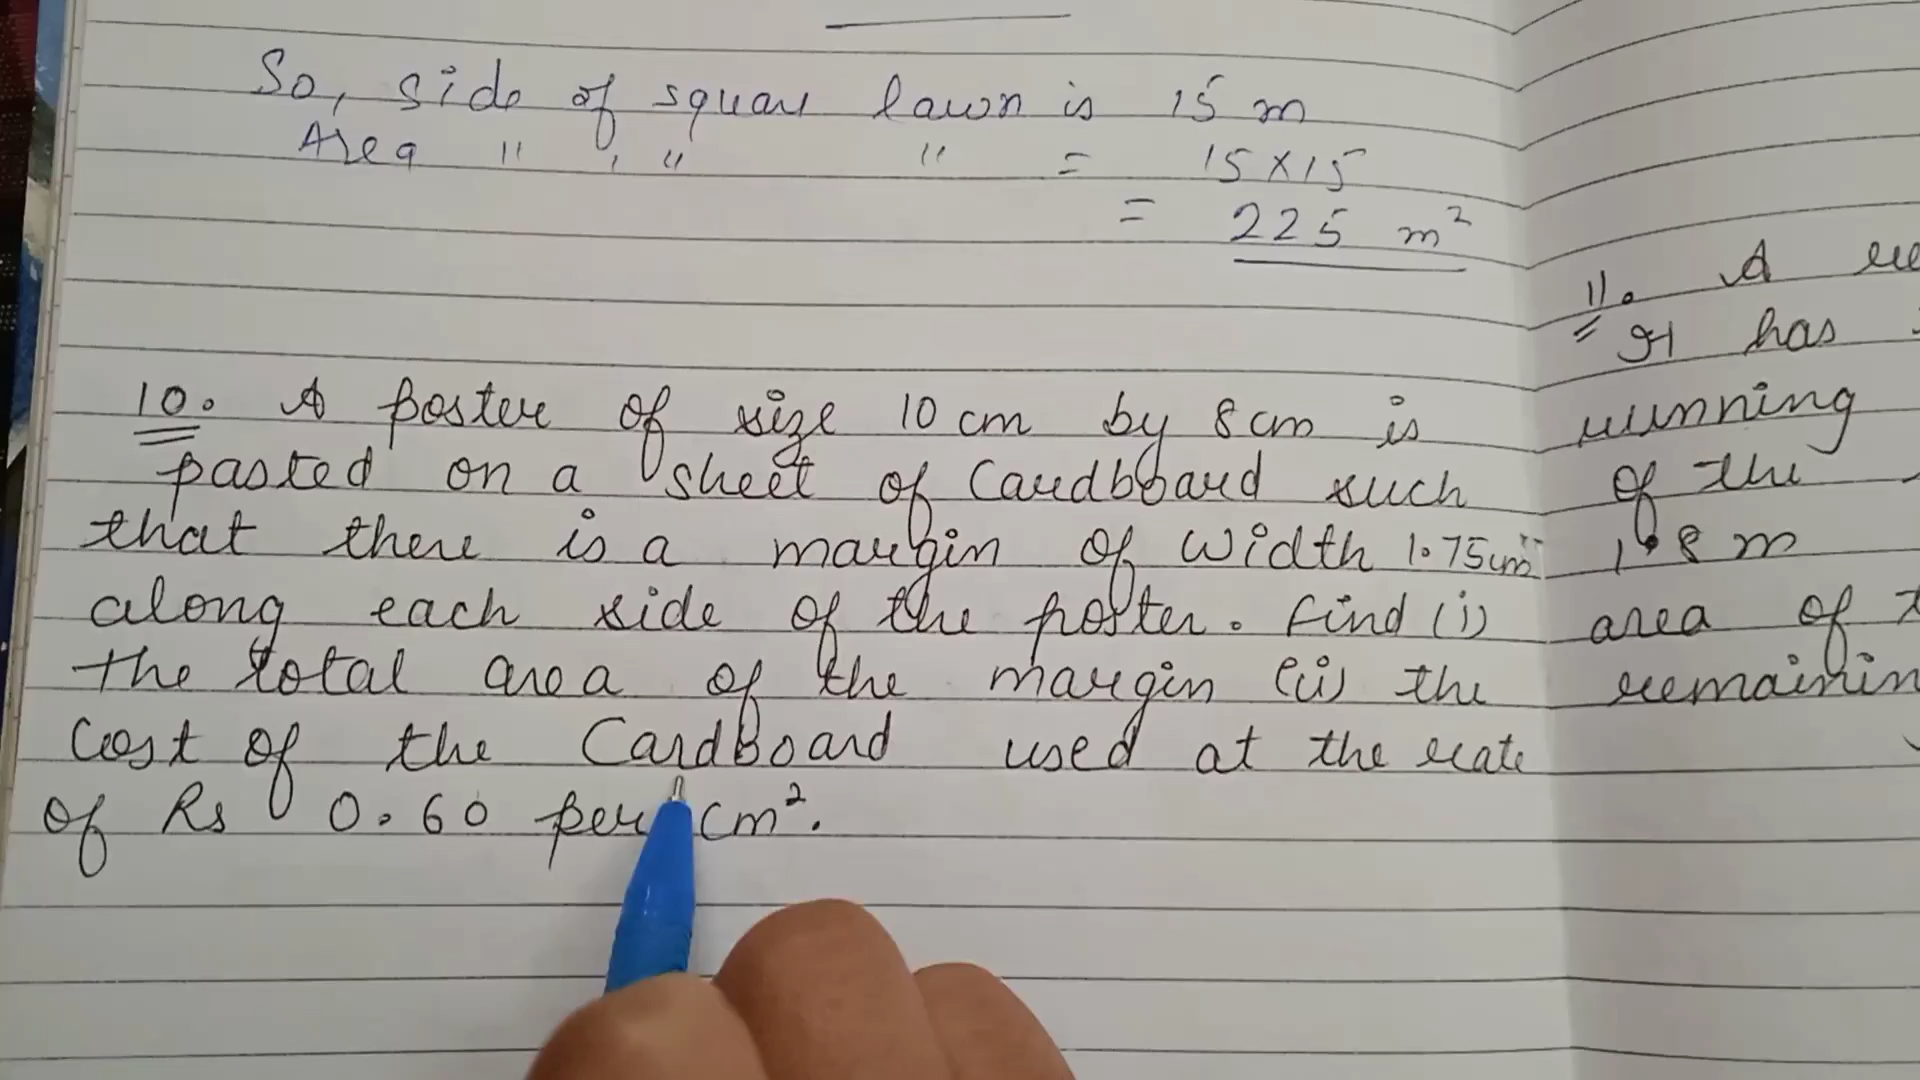 So, side of square lawn is 15 m
Area " , " " = 15 x 15
= 225 m²
10. A poster of size 10 cm by 8 cm is
pasted on a sheet of Cardboard such
that there is a margin of width 1.75cm
along each side of the poster. Find (i)
the total area of the margin (ii) the
cost of the CardBoard used at the rate
of Rs 0.60 per cm².
11. A
It has
running
of the
1.8 m
area of
remainin